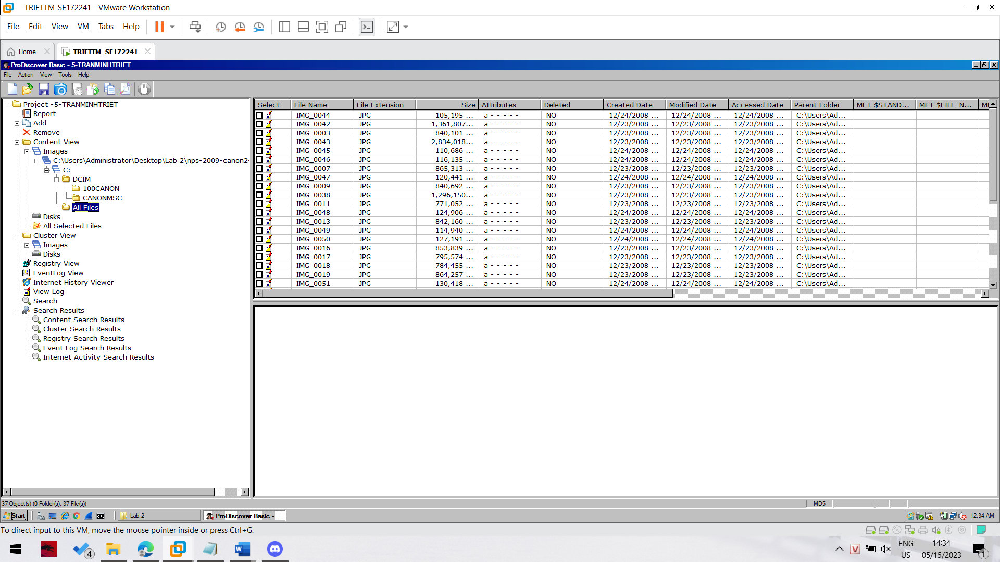 TRIETTM_SE172241 - VMware Workstation
File Edit View VM Tabs Help
Home TRIETTM_SE172241
ProDiscover Basic - 5-TRANMINHTRIET
File Action View Tools Help
Project -5-TRANMINHTRIET
Report
Add
Remove
Content View
Images
C:\Users\Administrator\Desktop\Lab 2\nps-2009-canon2-
C:
DCIM
100CANON
CANONMSC
All Files
Disks
All Selected Files
Cluster View
Images
Disks
Registry View
EventLog View
Internet History Viewer
View Log
Search
Search Results
Content Search Results
Cluster Search Results
Registry Search Results
Event Log Search Results
Internet Activity Search Results
Select File Name File Extension Size Attributes Deleted Created Date Modified Date Accessed Date Parent Folder MFT $STAND... MFT $FILE_N... MF
IMG_0044 JPG 105,195 ... a - - - - - NO 12/24/2008 ... 12/24/2008 ... 12/24/2008 ... C:\Users\Ad...
IMG_0042 JPG 1,361,807... a - - - - - NO 12/23/2008 ... 12/23/2008 ... 12/23/2008 ... C:\Users\Ad...
IMG_0003 JPG 840,101 ... a - - - - - NO 12/23/2008 ... 12/23/2008 ... 12/23/2008 ... C:\Users\Ad...
IMG_0043 JPG 2,834,018... a - - - - - NO 12/23/2008 ... 12/23/2008 ... 12/23/2008 ... C:\Users\Ad...
IMG_0045 JPG 110,686 ... a - - - - - NO 12/24/2008 ... 12/24/2008 ... 12/24/2008 ... C:\Users\Ad...
IMG_0046 JPG 116,135 ... a - - - - - NO 12/24/2008 ... 12/24/2008 ... 12/24/2008 ... C:\Users\Ad...
IMG_0007 JPG 865,313 ... a - - - - - NO 12/23/2008 ... 12/23/2008 ... 12/23/2008 ... C:\Users\Ad...
IMG_0047 JPG 120,441 ... a - - - - - NO 12/24/2008 ... 12/24/2008 ... 12/24/2008 ... C:\Users\Ad...
IMG_0009 JPG 840,692 ... a - - - - - NO 12/23/2008 ... 12/23/2008 ... 12/23/2008 ... C:\Users\Ad...
IMG_0038 JPG 1,296,150... a - - - - - NO 12/23/2008 ... 12/23/2008 ... 12/23/2008 ... C:\Users\Ad...
IMG_0011 JPG 771,052 ... a - - - - - NO 12/23/2008 ... 12/23/2008 ... 12/23/2008 ... C:\Users\Ad...
IMG_0048 JPG 124,906 ... a - - - - - NO 12/24/2008 ... 12/24/2008 ... 12/24/2008 ... C:\Users\Ad...
IMG_0013 JPG 842,160 ... a - - - - - NO 12/23/2008 ... 12/23/2008 ... 12/23/2008 ... C:\Users\Ad...
IMG_0049 JPG 114,940 ... a - - - - - NO 12/24/2008 ... 12/24/2008 ... 12/24/2008 ... C:\Users\Ad...
IMG_0050 JPG 127,191 ... a - - - - - NO 12/24/2008 ... 12/24/2008 ... 12/24/2008 ... C:\Users\Ad...
IMG_0016 JPG 853,839 ... a - - - - - NO 12/23/2008 ... 12/23/2008 ... 12/23/2008 ... C:\Users\Ad...
IMG_0017 JPG 795,574 ... a - - - - - NO 12/23/2008 ... 12/23/2008 ... 12/23/2008 ... C:\Users\Ad...
IMG_0018 JPG 784,455 ... a - - - - - NO 12/23/2008 ... 12/23/2008 ... 12/23/2008 ... C:\Users\Ad...
IMG_0019 JPG 864,257 ... a - - - - - NO 12/23/2008 ... 12/23/2008 ... 12/23/2008 ... C:\Users\Ad...
IMG_0051 JPG 130,418 ... a - - - - - NO 12/24/2008 ... 12/24/2008 ... 12/24/2008 ... C:\Users\Ad...
37 Object(s) (0 Folder(s), 37 File(s)) MD5
Start Lab 2 ProDiscover Basic - ... 12:34 AM
To direct input to this VM, move the mouse pointer inside or press Ctrl+G.
4 ENG 14:34
US 05/15/2023 1